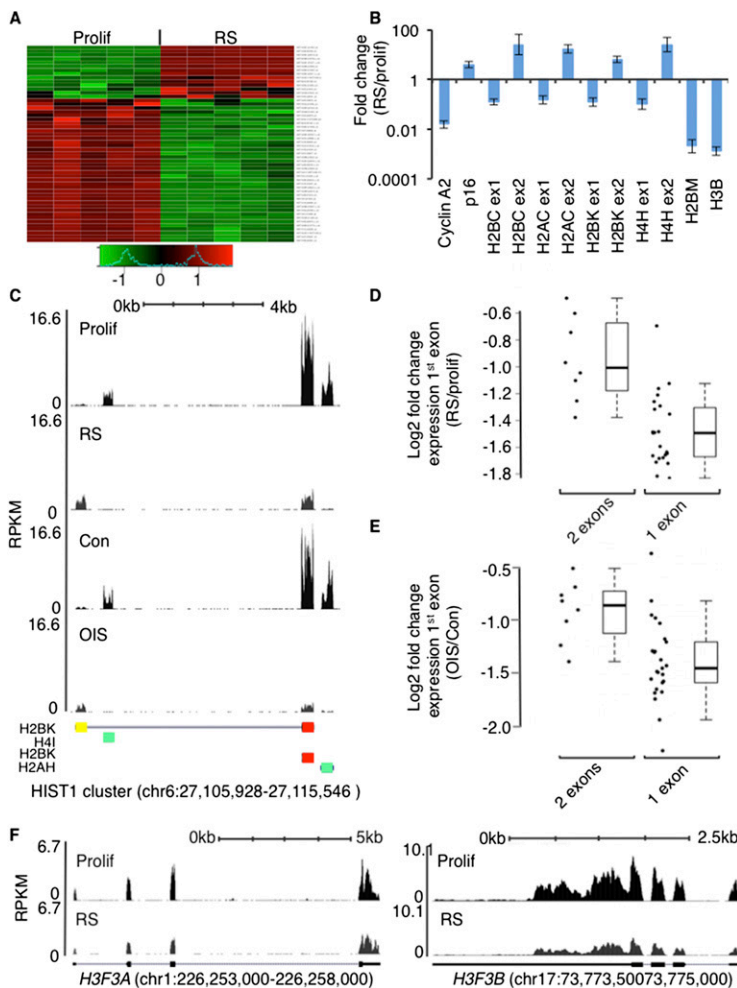 A
Prolif
RS
-1
0
1
B
Fold change
(RS/prolif)
100
1
0.01
0.0001
Cyclin A2
p16
H2BC ex1
H2BC ex2
H2AC ex1
H2AC ex2
H2BK ex1
H2BK ex2
H4H ex1
H4H ex2
H2BM
H3B
C
0kb
4kb
RPKM
16.6
Prolif
0
16.6
RS
0
16.6
Con
0
16.6
OIS
0
H2BK
H4I
H2BK
H2AH
HIST1 cluster (chr6:27,105,928-27,115,546 )
D
Log2 fold change
expression 1st exon
(RS/prolif)
-0.6
-1.0
-1.2
-1.4
-1.6
-1.8
2 exons
1 exon
E
Log2 fold change
expression 1st exon
(OIS/Con)
-0.5
-1.0
-1.5
-2.0
2 exons
1 exon
F
0kb
5kb
RPKM
6.7
Prolif
0
6.7
RS
0
H3F3A (chr1:226,253,000-226,258,000)
0kb
2.5kb
10.1
Prolif
0
10.1
RS
0
H3F3B (chr17:73,773,50073,775,000)